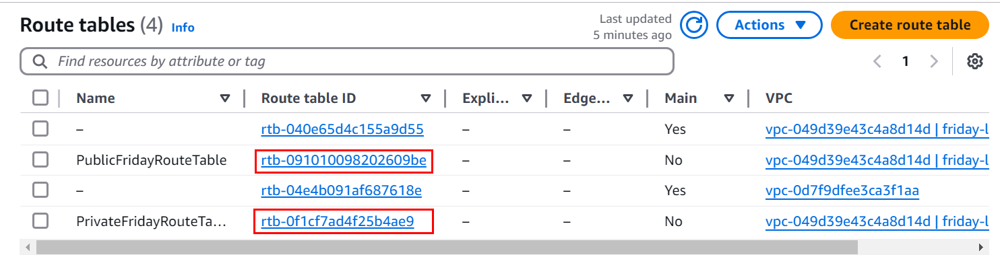 Route tables (4) Info
Last updated
5 minutes ago
Actions
Create route table
Find resources by attribute or tag
1
Name Route table ID Expli... Edge... Main VPC
– rtb-040e65d4c155a9d55 – – Yes vpc-049d39e43c4a8d14d | friday-l
PublicFridayRouteTable rtb-091010098202609be – – No vpc-049d39e43c4a8d14d | friday-l
– rtb-04e4b091af687618e – – Yes vpc-0d7f9dfee3ca3f1aa
PrivateFridayRouteTa... rtb-0f1cf7ad4f25b4ae9 – – No vpc-049d39e43c4a8d14d | friday-l